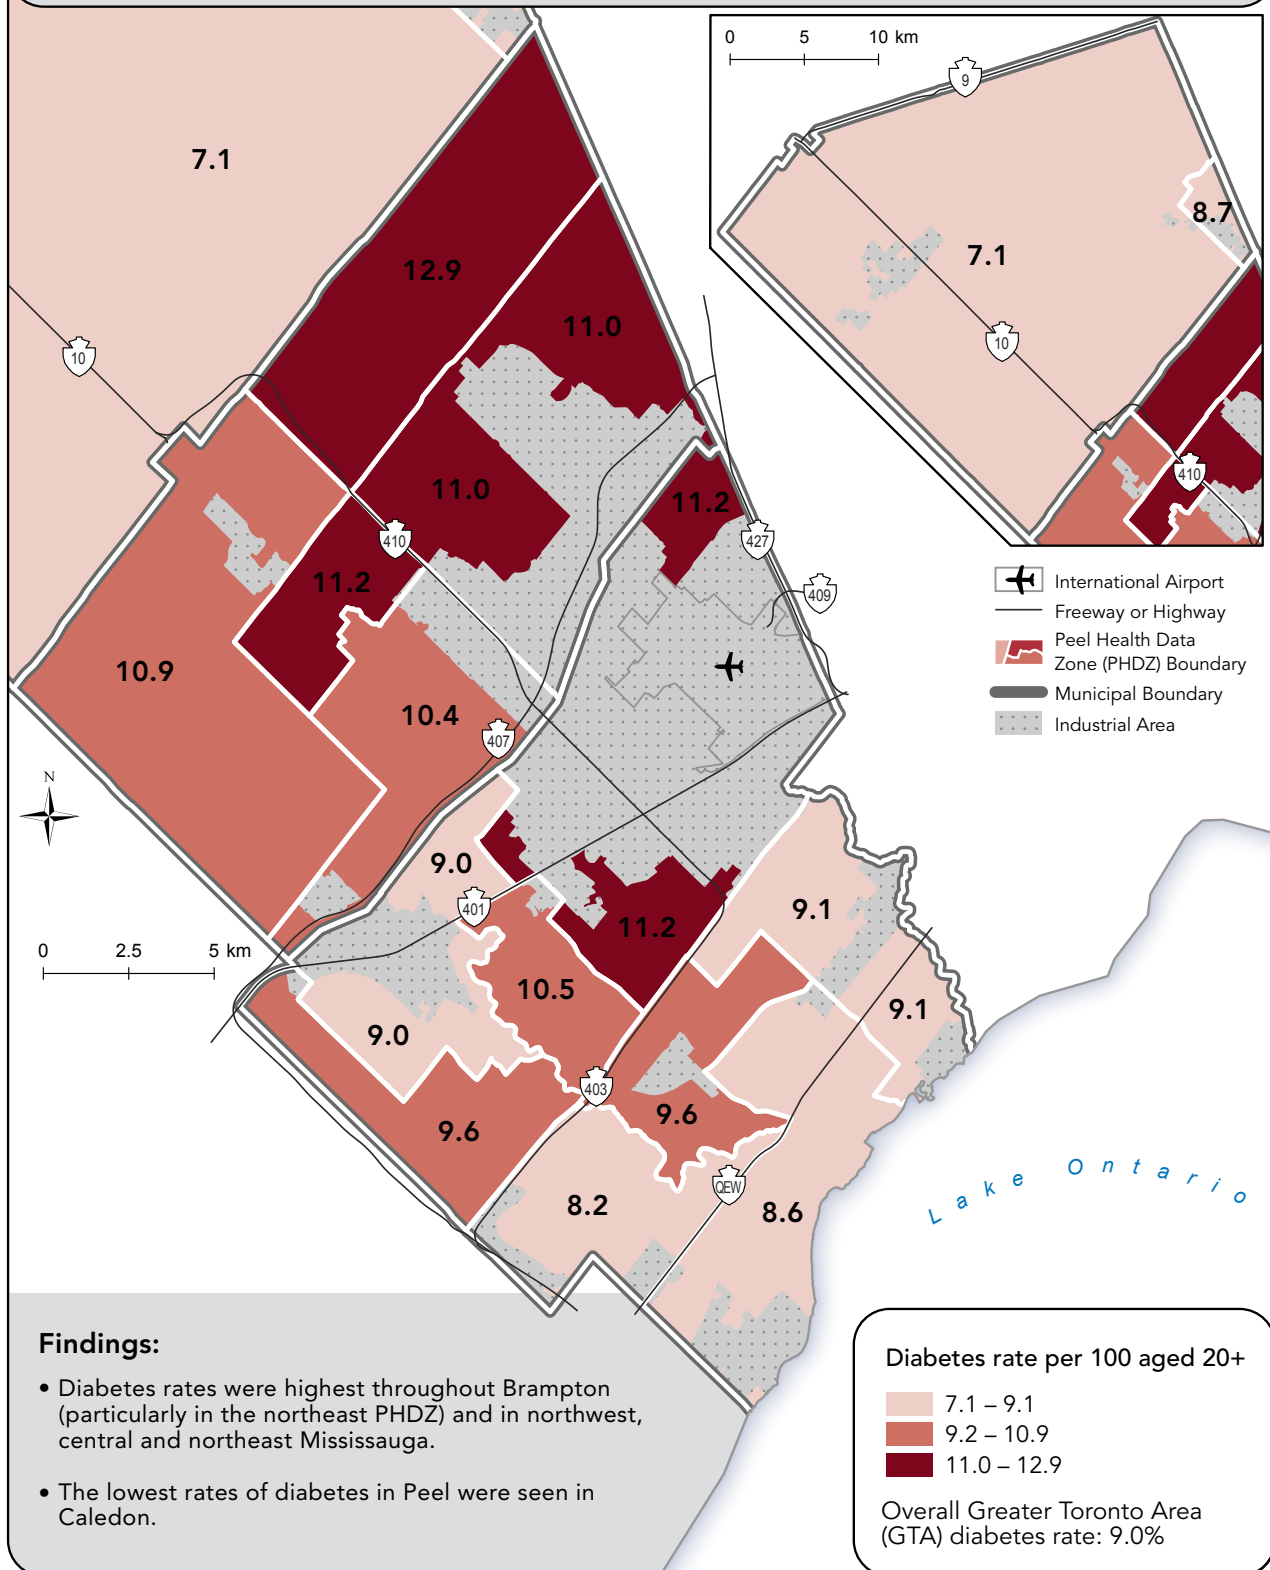 0 5 10 km
9
8.7
7.1
10
410
7.1
12.9
11.0
10
11.0
11.2
410
427
11.2
409
10.9
10.4
407
N
International Airport
Freeway or Highway
Peel Health Data
Zone (PHDZ) Boundary
Municipal Boundary
Industrial Area
9.0
401
9.1
11.2
0 2.5 5 km
10.5
9.1
9.0
403
9.6
9.6
QEW
8.2
8.6
Lake Ontario
Findings:
• Diabetes rates were highest throughout Brampton
(particularly in the northeast PHDZ) and in northwest,
central and northeast Mississauga.
• The lowest rates of diabetes in Peel were seen in
Caledon.
Diabetes rate per 100 aged 20+
7.1 – 9.1
9.2 – 10.9
11.0 – 12.9
Overall Greater Toronto Area
(GTA) diabetes rate: 9.0%